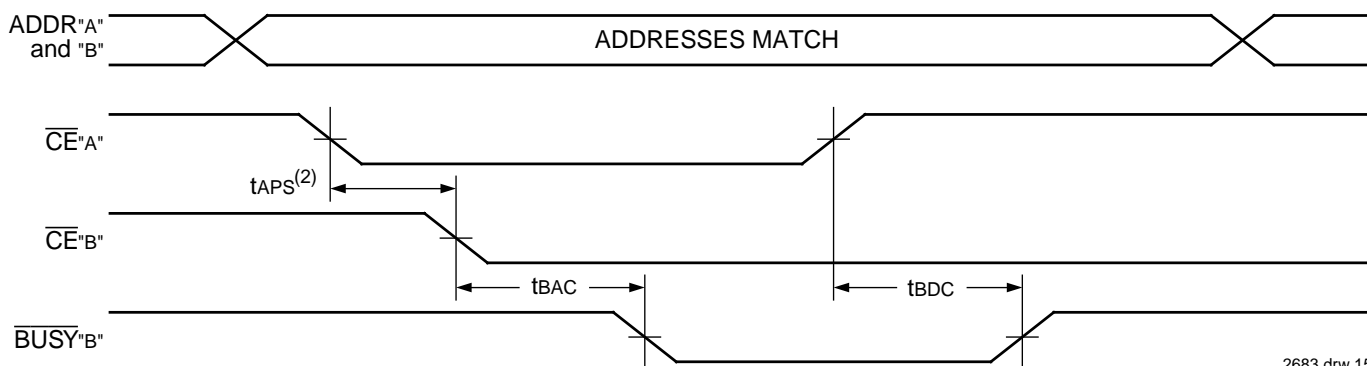 ADDR"A"
and "B"
ADDRESSES MATCH
CE"A"
tAPS(2)
CE"B"
tBAC
tBDC
BUSY"B"